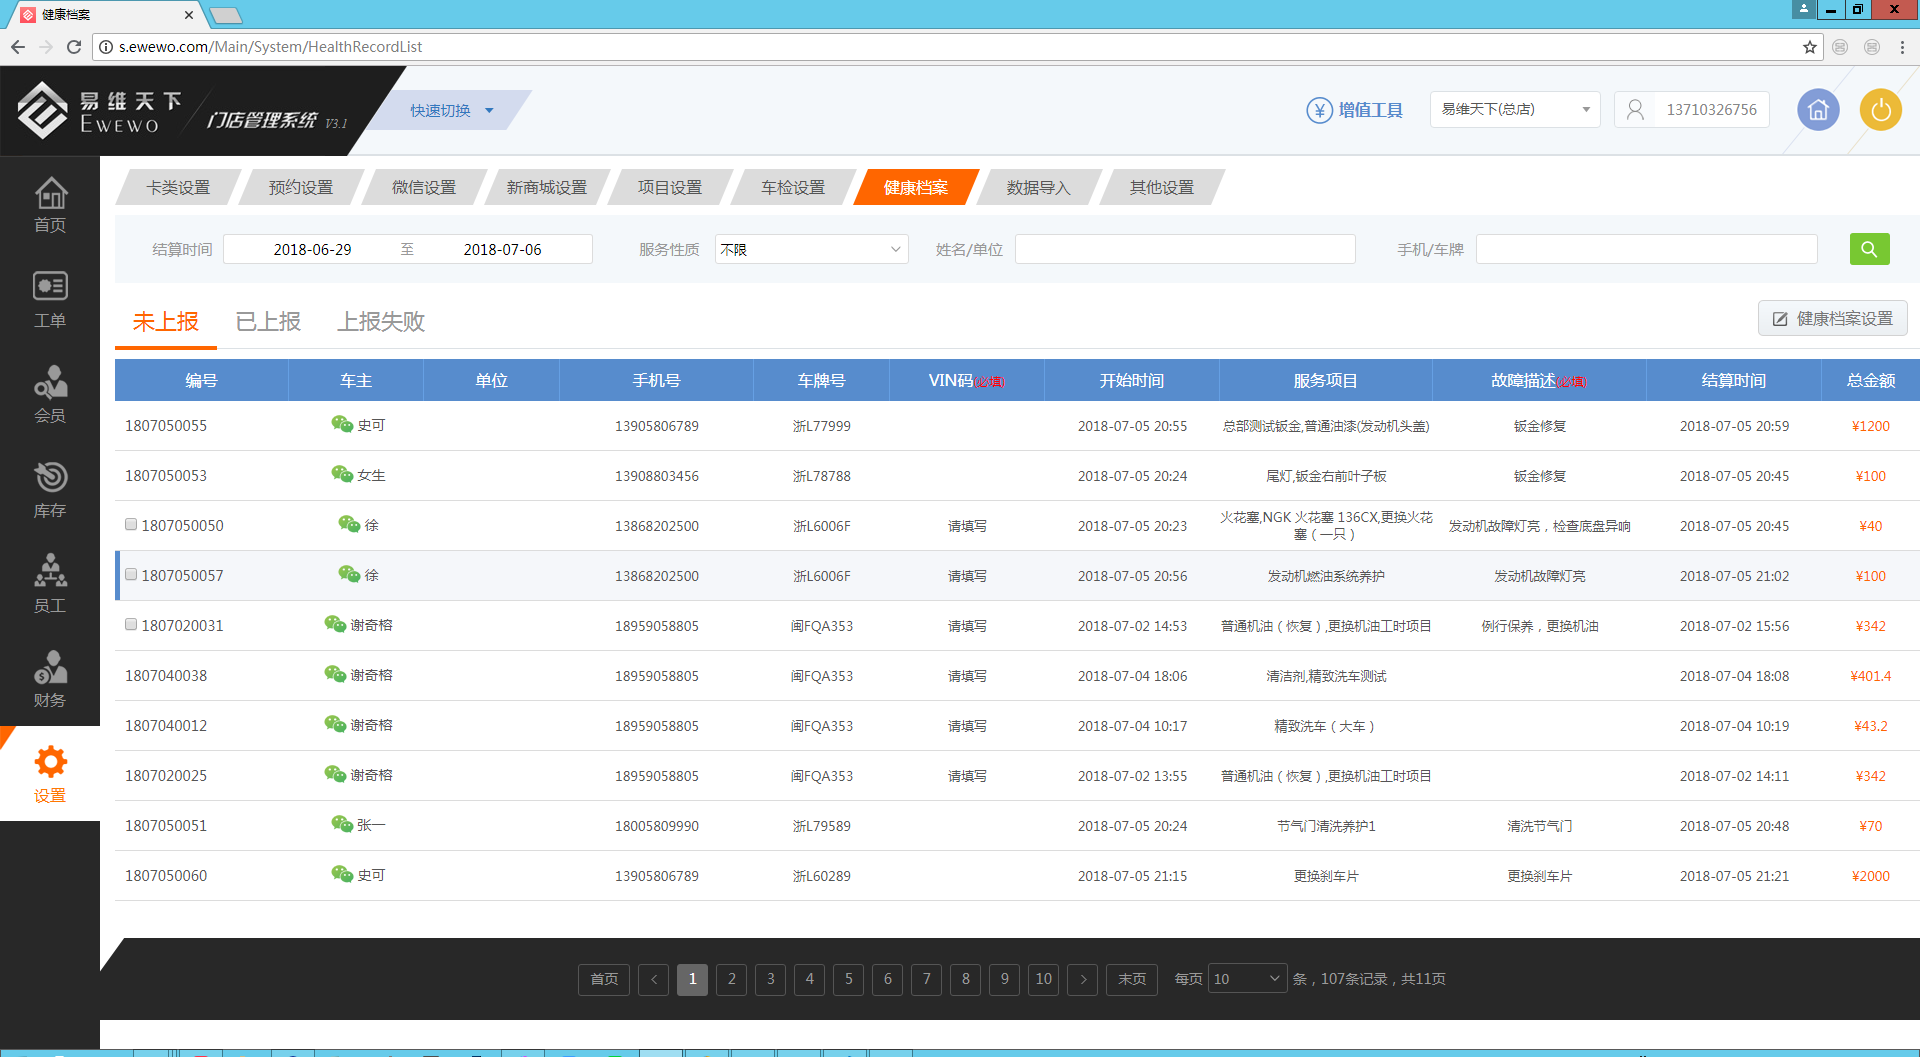 健康档案
s.ewewo.com/Main/System/HealthRecordList
易维天下 EWEWO 门店管理系统 V3.1
快速切换
增值工具 易维天下(总店) 13710326756
首页
工单
会员
库存
员工
财务
设置
卡类设置 预约设置 微信设置 新商城设置 项目设置 车检设置 健康档案 数据导入 其他设置
结算时间 2018-06-29 至 2018-07-06 服务性质 不限 姓名/单位 手机/车牌
未上报 已上报 上报失败 健康档案设置
编号 车主 单位 手机号 车牌号 VIN码(必填) 开始时间 服务项目 故障描述(必填) 结算时间 总金额
1807050055 史可 13905806789 浙L77999 2018-07-05 20:55 总部测试钣金,普通油漆(发动机头盖) 钣金修复 2018-07-05 20:59 ¥1200
1807050053 女生 13908803456 浙L78788 2018-07-05 20:24 尾灯,钣金右前叶子板 钣金修复 2018-07-05 20:45 ¥100
1807050050 徐 13868202500 浙L6006F 请填写 2018-07-05 20:23 火花塞,NGK 火花塞 136CX,更换火花
塞（一只） 发动机故障灯亮，检查底盘异响 2018-07-05 20:45 ¥40
1807050057 徐 13868202500 浙L6006F 请填写 2018-07-05 20:56 发动机燃油系统养护 发动机故障灯亮 2018-07-05 21:02 ¥100
1807020031 谢奇榕 18959058805 闽FQA353 请填写 2018-07-02 14:53 普通机油（恢复）,更换机油工时项目 例行保养，更换机油 2018-07-02 15:56 ¥342
1807040038 谢奇榕 18959058805 闽FQA353 请填写 2018-07-04 18:06 清洁剂,精致洗车测试 2018-07-04 18:08 ¥401.4
1807040012 谢奇榕 18959058805 闽FQA353 请填写 2018-07-04 10:17 精致洗车（大车） 2018-07-04 10:19 ¥43.2
1807020025 谢奇榕 18959058805 闽FQA353 请填写 2018-07-02 13:55 普通机油（恢复）,更换机油工时项目 2018-07-02 14:11 ¥342
1807050051 张一 18005809990 浙L79589 2018-07-05 20:24 节气门清洗养护1 清洗节气门 2018-07-05 20:48 ¥70
1807050060 史可 13905806789 浙L60289 2018-07-05 21:15 更换刹车片 更换刹车片 2018-07-05 21:21 ¥2000
首页 < 1 2 3 4 5 6 7 8 9 10 > 末页 每页 10 条，107条记录，共11页